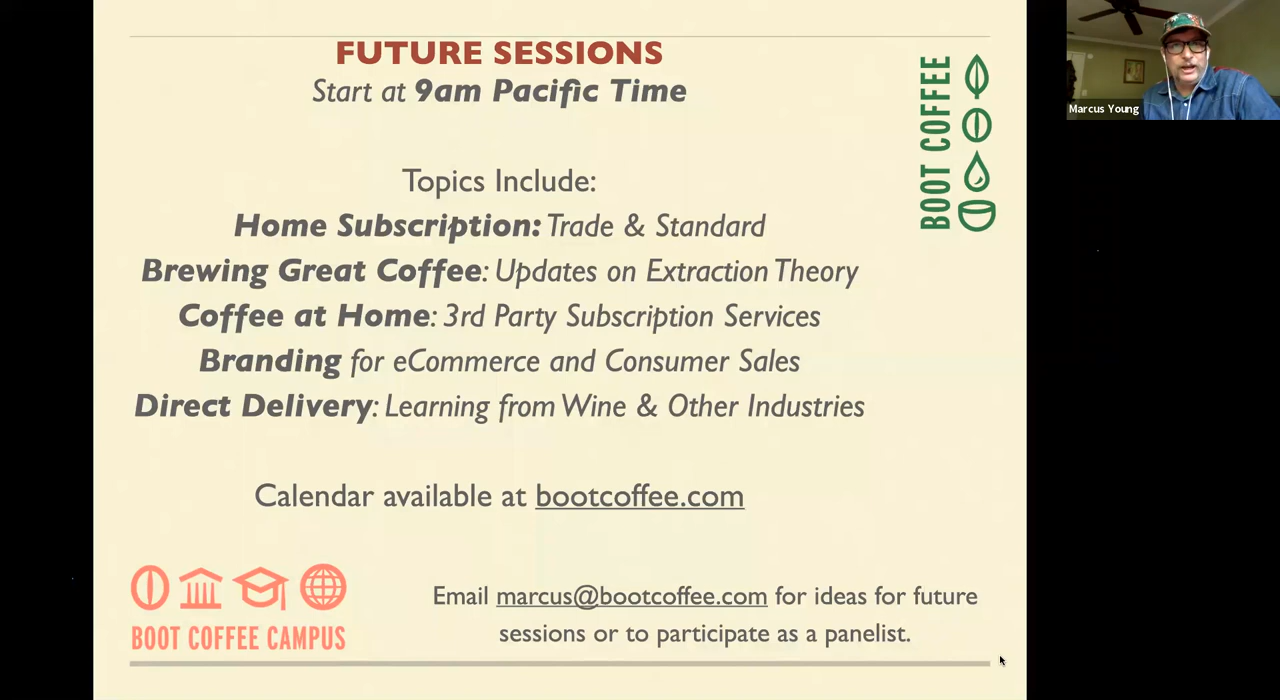 FUTURE SESSIONS
Start at 9am Pacific Time
Topics Include:
Home Subscription: Trade & Standard
Brewing Great Coffee: Updates on Extraction Theory
Coffee at Home: 3rd Party Subscription Services
Branding for eCommerce and Consumer Sales
Direct Delivery: Learning from Wine & Other Industries
Calendar available at bootcoffee.com
Email marcus@bootcoffee.com for ideas for future
sessions or to participate as a panelist.
BOOT COFFEE CAMPUS
BOOT COFFEE
Marcus Young